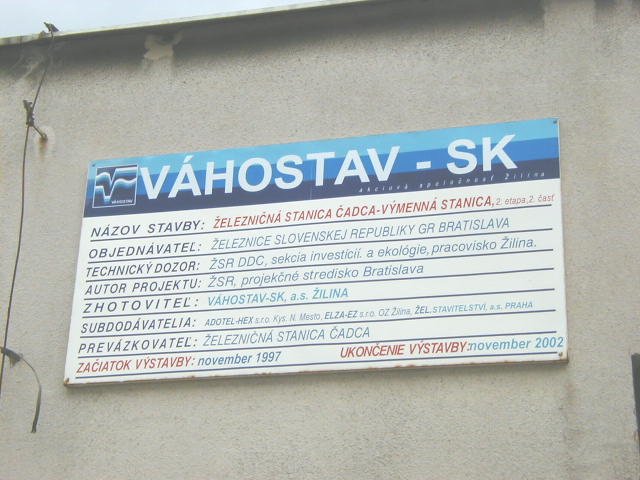 VÁHOSTAV
VÁHOSTAV - SK
akciová spoločnosť Žilina
NÁZOV STAVBY: ŽELEZNIČNÁ STANICA ČADCA-VÝMENNÁ STANICA, 2. etapa, 2. časť
OBJEDNÁVATEĽ: ŽELEZNICE SLOVENSKEJ REPUBLIKY GR BRATISLAVA
TECHNICKÝ DOZOR: ŽSR DDC, sekcia investícií. a ekológie, pracovisko Žilina.
AUTOR PROJEKTU: ŽSR, projekčné stredisko Bratislava
ZHOTOVITEĽ: VÁHOSTAV-SK, a.s. ŽILINA
SUBDODÁVATELIA: ADOTEL-HEX s.r.o. Kys. N. Mesto, ELZA-EZ s.r.o. OZ Žilina, ŽEL.STAVITELSTVÍ, a.s. PRAHA
PREVÁZKOVATEĽ: ŽELEZNIČNÁ STANICA ČADCA
ZAČIATOK VÝSTAVBY: november 1997 UKONČENIE VÝSTAVBY: november 2002